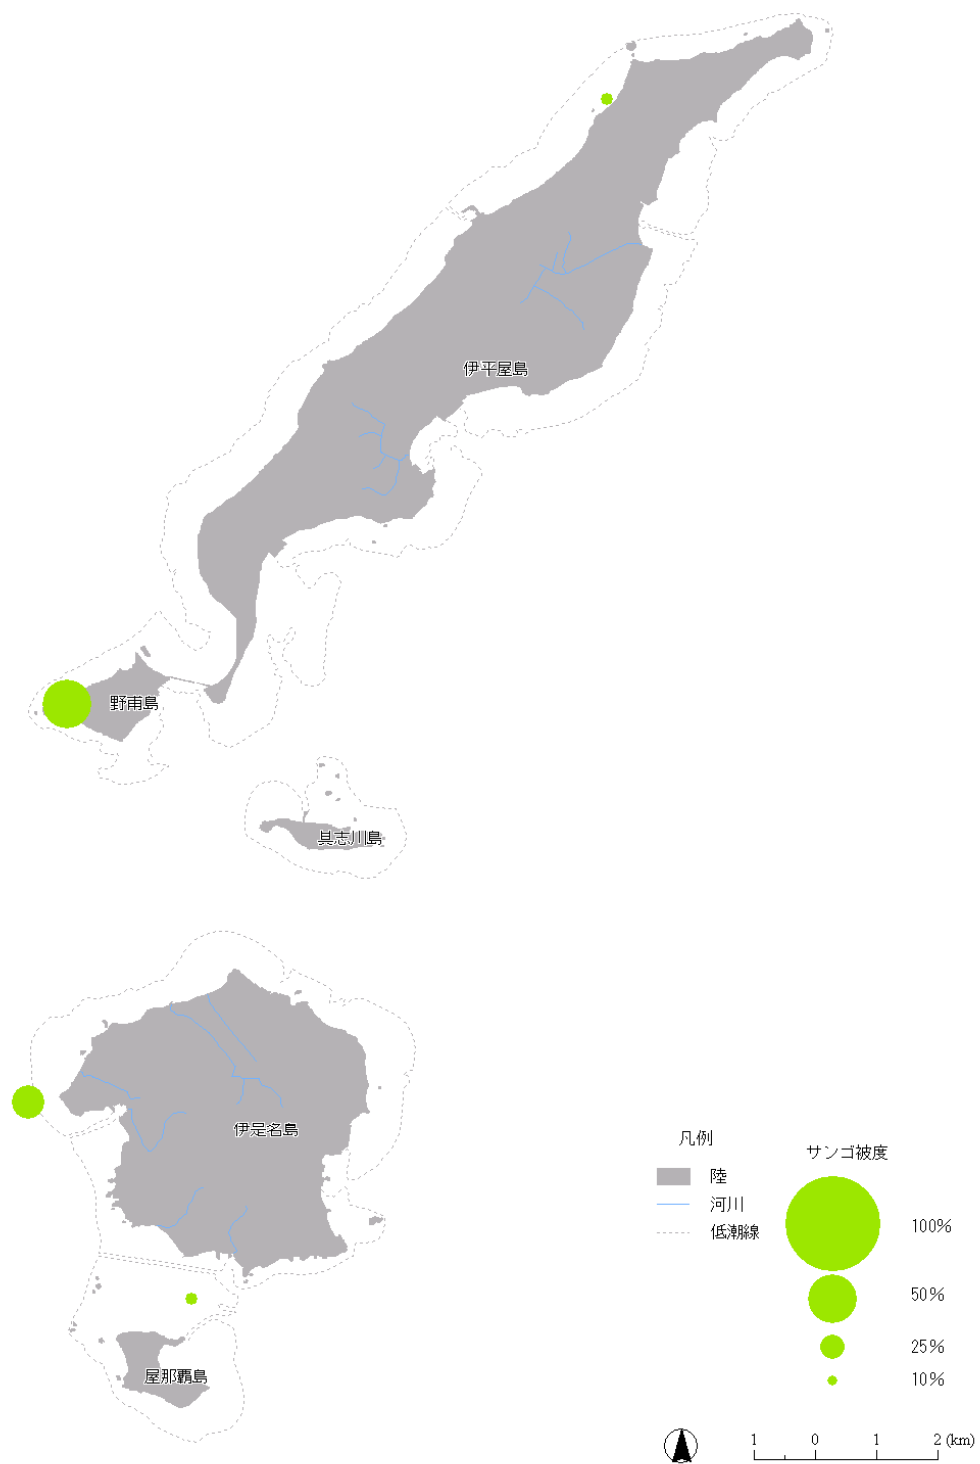 伊平屋島
野甫島
具志川島
伊是名島
屋那覇島
凡例
陸
河川
低潮線
サンゴ被度
100%
50%
25%
10%
1 0 1 2 (km)